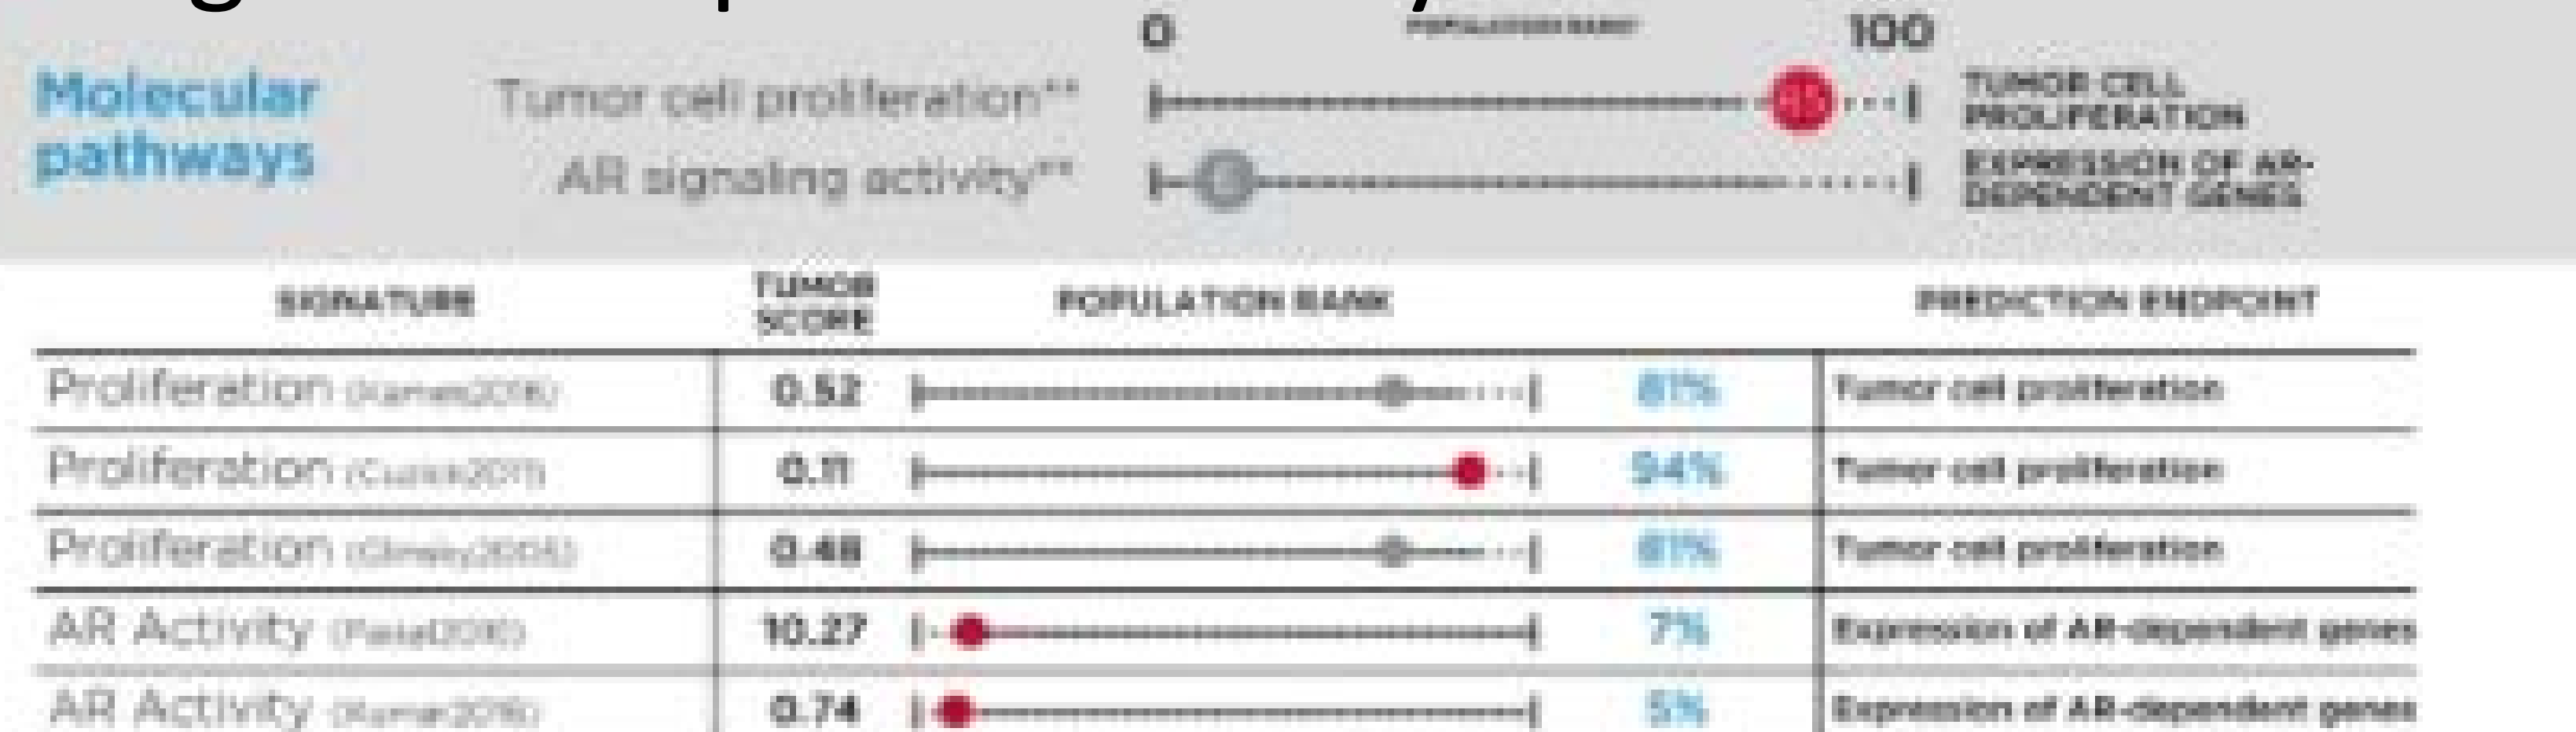 0 POPULATION RANK* 100
Molecular
pathways
Tumor cell proliferation**
TUMOR CELL
PROLIFERATION
AR signaling activity**
EXPRESSION OF AR-
DEPENDENT GENES
SIGNATURE TUMOR SCORE POPULATION RANK PREDICTION ENDPOINT
Proliferation 0.52 81% Tumor cell proliferation
Proliferation (Cuzick2011) 0.11 94% Tumor cell proliferation
Proliferation 0.48 81% Tumor cell proliferation
AR Activity 10.27 7% Expression of AR-dependent genes
AR Activity 0.74 5% Expression of AR-dependent genes